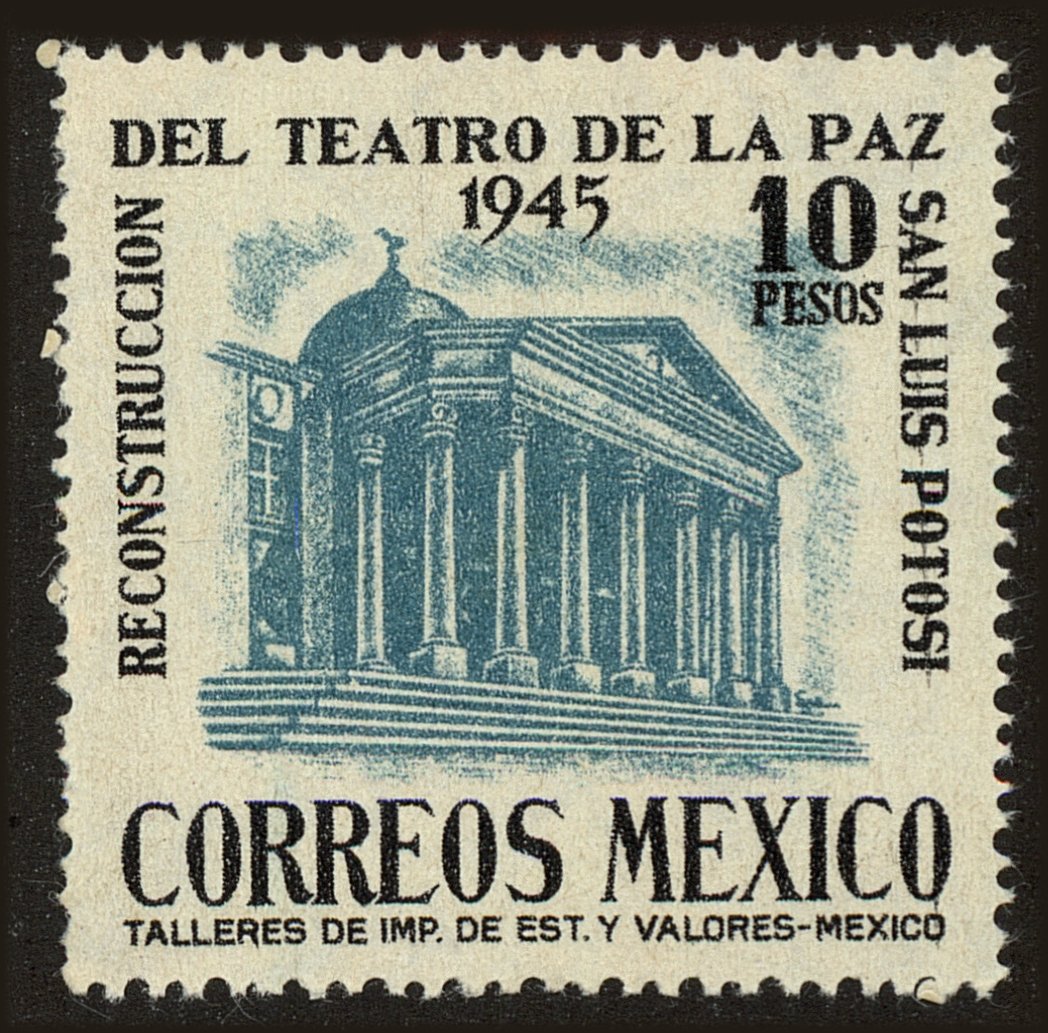 RECONSTRUCCION
DEL TEATRO DE LA PAZ
SAN LUIS POTOSI
1945
10
PESOS
CORREOS MEXICO
TALLERES DE IMP. DE EST. Y VALORES-MEXICO